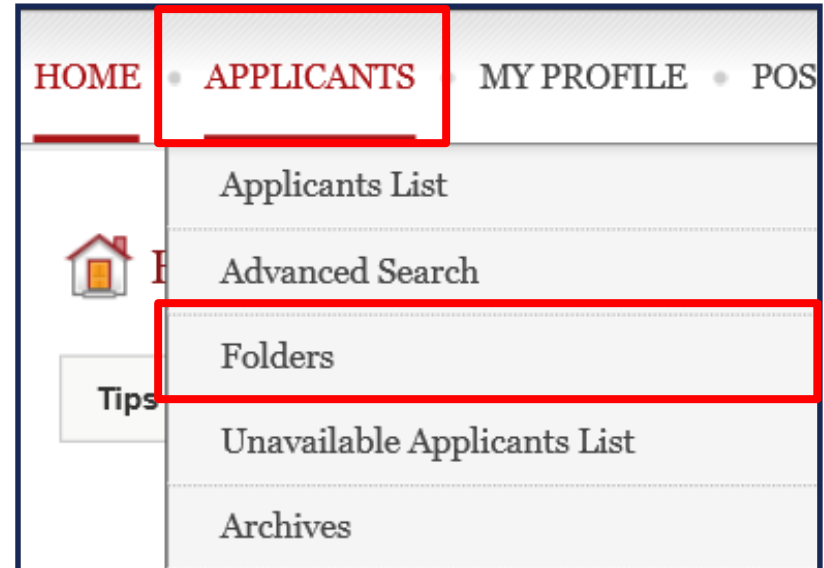 HOME • APPLICANTS • MY PROFILE • POS
Applicants List
Advanced Search
Folders
Tips
Unavailable Applicants List
Archives